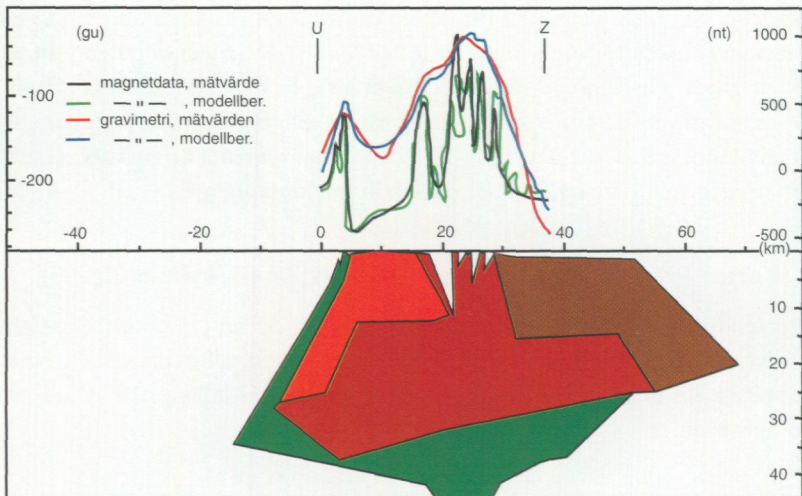 (gu) U Z (nt)
1000
magnetdata, mätvärde
-100 — " — , modellber.
500
gravimetri, mätvärden
— " — , modellber.
0
-200
-500
-40 -20 0 20 40 60 (km)
10
20
30
40